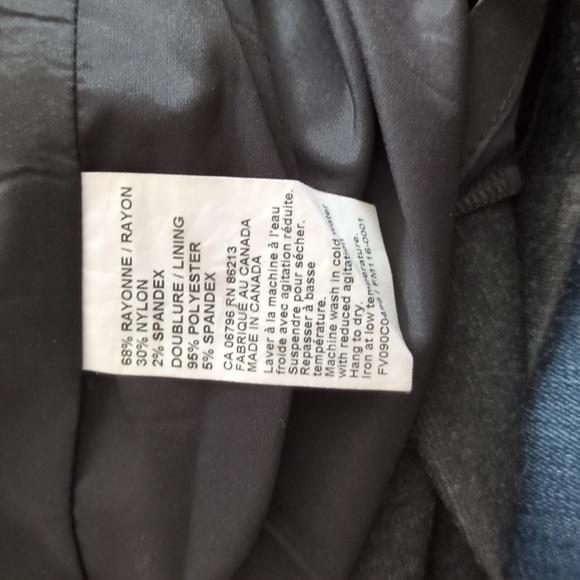 68% RAYONNE / RAYON
30% NYLON
2% SPANDEX
DOUBLURE / LINING
95% POLYESTER
5% SPANDEX
CA 06796 RN 86213
FABRIQUÉ AU CANADA
MADE IN CANADA
Laver à la machine à l'eau
froide avec agitation réduite.
Suspendre pour sécher.
Repasser à basse
température.
Machine wash in cold water
with reduced agitation
Hang to dry.
Iron at low temperature.
FM116-0001